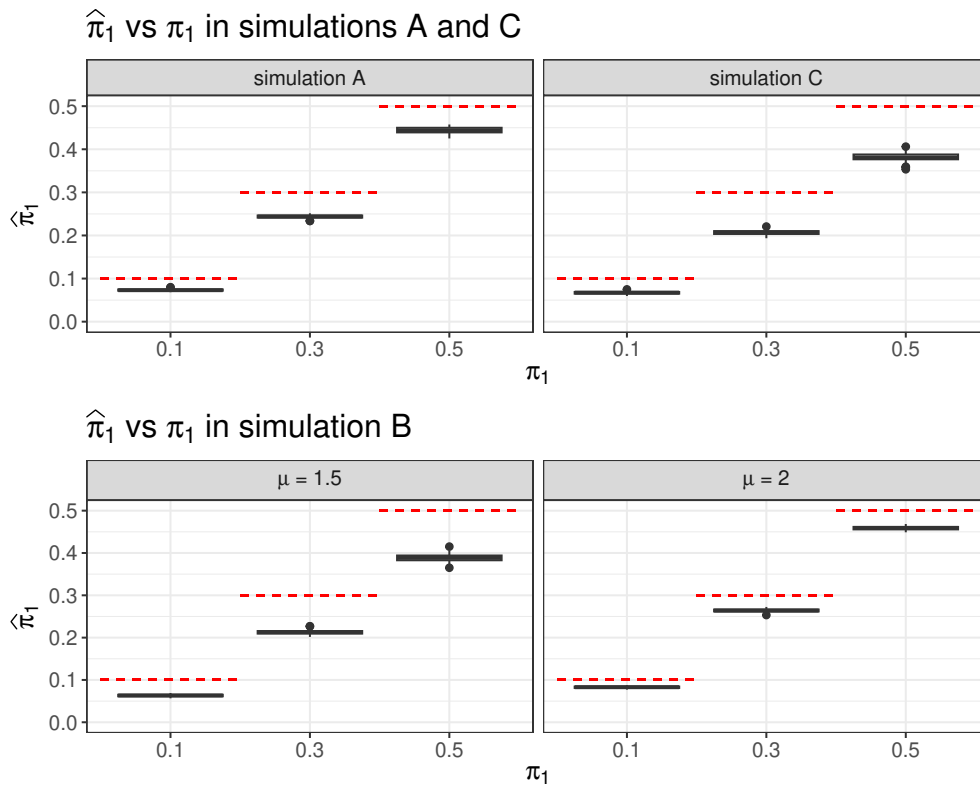 π̂₁ vs π₁ in simulations A and C
simulation A
simulation C
0.5
0.4
0.3
0.2
0.1
0.0
π̂₁
0.1 0.3 0.5
0.1 0.3 0.5
π₁
π̂₁ vs π₁ in simulation B
μ = 1.5
μ = 2
0.5
0.4
0.3
0.2
0.1
0.0
π̂₁
0.1 0.3 0.5
0.1 0.3 0.5
π₁